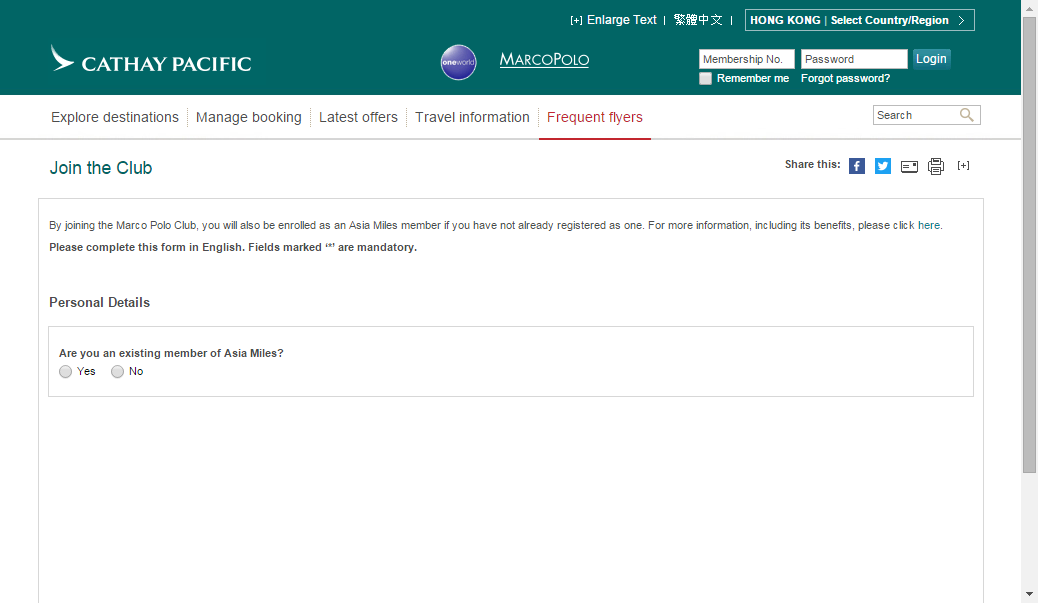 [+] Enlarge Text | 繁體中文 | HONG KONG | Select Country/Region
CATHAY PACIFIC
oneworld
MARCOPOLO
Membership No. Password Login
Remember me Forgot password?
Explore destinations Manage booking Latest offers Travel information Frequent flyers
Search
Join the Club
Share this: f [+]
By joining the Marco Polo Club, you will also be enrolled as an Asia Miles member if you have not already registered as one. For more information, including its benefits, please click here.
Please complete this form in English. Fields marked ‘*’ are mandatory.
Personal Details
Are you an existing member of Asia Miles?
Yes No